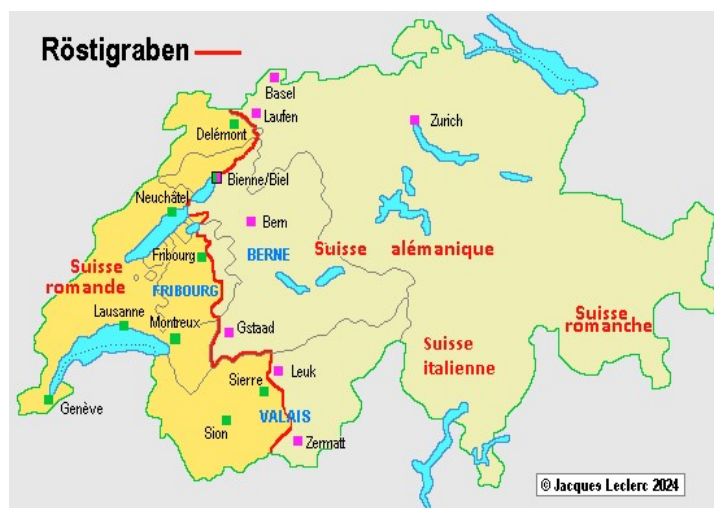 Röstigraben
Basel
Laufen
Delémont
Zurich
Bienne/Biel
Neuchâtel
Bern
BERNE
Suisse alémanique
Fribourg
Suisse
romande
FRIBOURG
Lausanne
Montreux
Gstaad
Suisse
romanche
Suisse
italienne
Leuk
Sierre
Genève
VALAIS
Sion
Zermatt
© Jacques Leclerc 2024